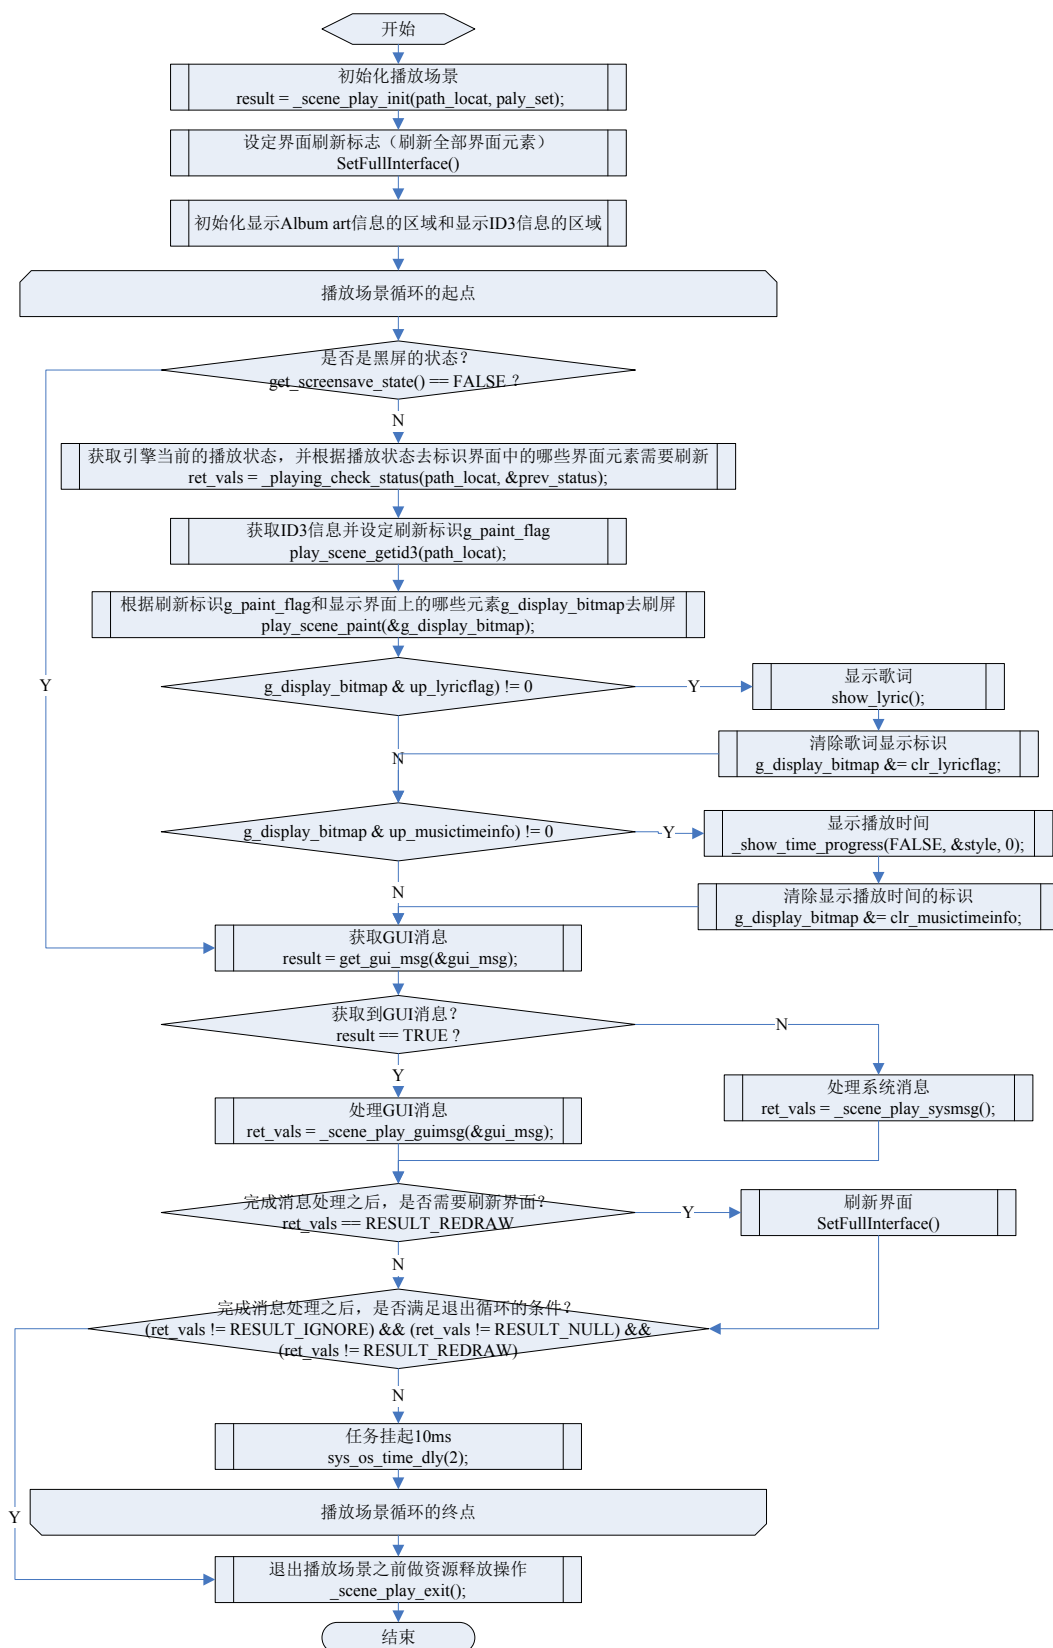 开始
初始化播放场景
result = _scene_play_init(path_locat, paly_set);
设定界面刷新标志（刷新全部界面元素）
SetFullInterface()
初始化显示Album art信息的区域和显示ID3信息的区域
播放场景循环的起点
是否是黑屏的状态？
get_screensave_state() == FALSE ?
N
获取引擎当前的播放状态，并根据播放状态去标识界面中的哪些界面元素需要刷新
ret_vals = _playing_check_status(path_locat, &prev_status);
获取ID3信息并设定刷新标识g_paint_flag
play_scene_getid3(path_locat);
根据刷新标识g_paint_flag和显示界面上的哪些元素g_display_bitmap去刷屏
play_scene_paint(&g_display_bitmap);
Y
g_display_bitmap & up_lyricflag) != 0
Y
显示歌词
show_lyric();
清除歌词显示标识
g_display_bitmap &= clr_lyricflag;
N
g_display_bitmap & up_musictimeinfo) != 0
Y
显示播放时间
_show_time_progress(FALSE, &style, 0);
N
清除显示播放时间的标识
g_display_bitmap &= clr_musictimeinfo;
获取GUI消息
result = get_gui_msg(&gui_msg);
获取到GUI消息？
result == TRUE ?
N
Y
处理系统消息
ret_vals = _scene_play_sysmsg();
处理GUI消息
ret_vals = _scene_play_guimsg(&gui_msg);
完成消息处理之后，是否需要刷新界面？
ret_vals == RESULT_REDRAW
Y
刷新界面
SetFullInterface()
N
完成消息处理之后，是否满足退出循环的条件？
(ret_vals != RESULT_IGNORE) && (ret_vals != RESULT_NULL) &&
(ret_vals != RESULT_REDRAW)
N
任务挂起10ms
sys_os_time_dly(2);
Y
播放场景循环的终点
退出播放场景之前做资源释放操作
_scene_play_exit();
结束